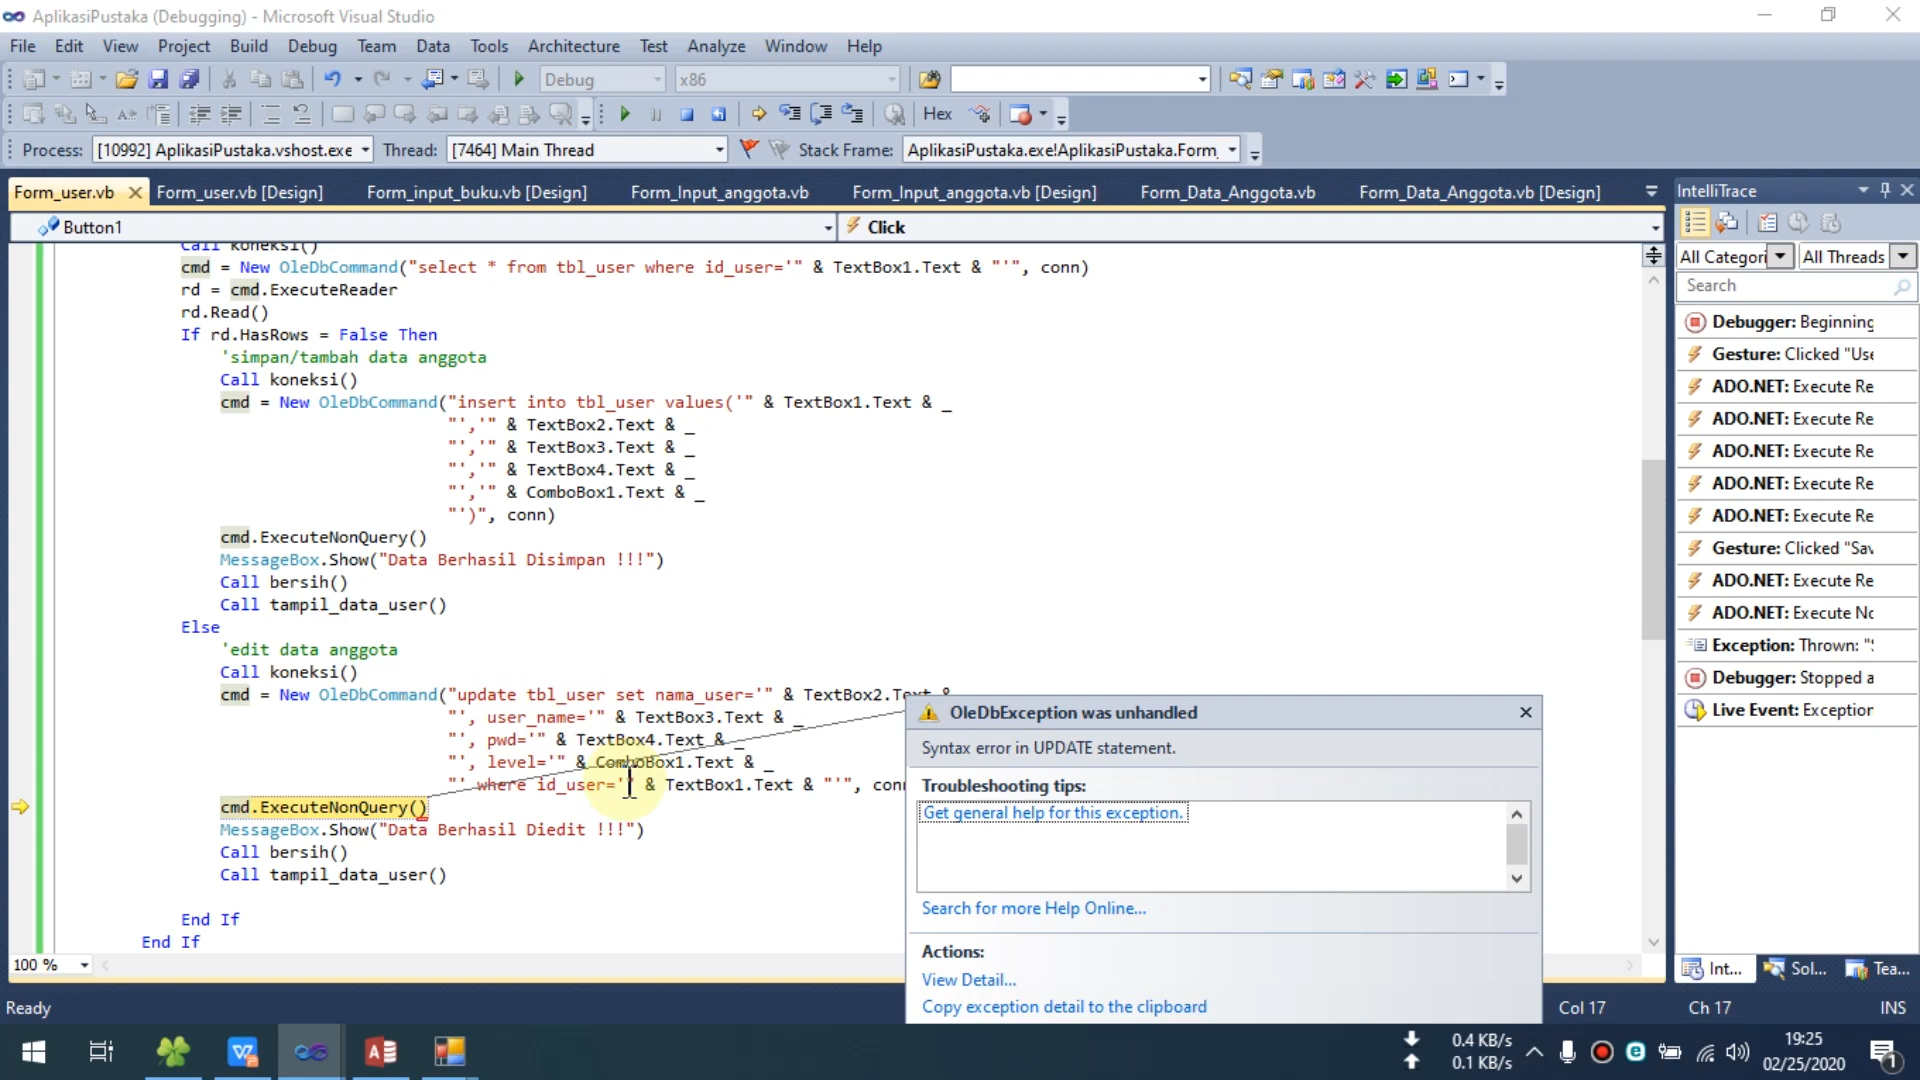 AplikasiPustaka (Debugging) - Microsoft Visual Studio
File Edit View Project Build Debug Team Data Tools Architecture Test Analyze Window Help
Debug x86
Hex
Process: [10992] AplikasiPustaka.vshost.exe Thread: [7464] Main Thread Stack Frame: AplikasiPustaka.exe!AplikasiPustaka.Form_
Form_user.vb Form_user.vb [Design] Form_input_buku.vb [Design] Form_Input_anggota.vb Form_Input_anggota.vb [Design] Form_Data_Anggota.vb Form_Data_Anggota.vb [Design]
Button1 Click
Call koneksi()
cmd = New OleDbCommand("select * from tbl_user where id_user='" & TextBox1.Text & "'", conn)
rd = cmd.ExecuteReader
rd.Read()
If rd.HasRows = False Then
'simpan/tambah data anggota
Call koneksi()
cmd = New OleDbCommand("insert into tbl_user values('" & TextBox1.Text & _
"','" & TextBox2.Text & _
"','" & TextBox3.Text & _
"','" & TextBox4.Text & _
"','" & ComboBox1.Text & _
"')", conn)
cmd.ExecuteNonQuery()
MessageBox.Show("Data Berhasil Disimpan !!!")
Call bersih()
Call tampil_data_user()
Else
'edit data anggota
Call koneksi()
cmd = New OleDbCommand("update tbl_user set nama_user='" & TextBox2.Text &
"', user_name='" & TextBox3.Text & _
"', pwd='" & TextBox4.Text & _
"', level='" & ComboBox1.Text & _
"' where id_user='" & TextBox1.Text & "'", conn
cmd.ExecuteNonQuery()
MessageBox.Show("Data Berhasil Diedit !!!")
Call bersih()
Call tampil_data_user()
End If
End If
100 %
OleDbException was unhandled
Syntax error in UPDATE statement.
Troubleshooting tips:
Get general help for this exception.
Search for more Help Online...
Actions:
View Detail...
Copy exception detail to the clipboard
IntelliTrace
All Categori All Threads
Search
Debugger: Beginning
Gesture: Clicked "Use
ADO.NET: Execute Re
ADO.NET: Execute Re
ADO.NET: Execute Re
ADO.NET: Execute Re
ADO.NET: Execute Re
Gesture: Clicked "Sav
ADO.NET: Execute Re
ADO.NET: Execute Nc
Exception: Thrown: "S
Debugger: Stopped a
Live Event: Exception
Int... Sol... Tea...
Ready Col 17 Ch 17 INS
0.4 KB/s
0.1 KB/s
19:25
02/25/2020
1